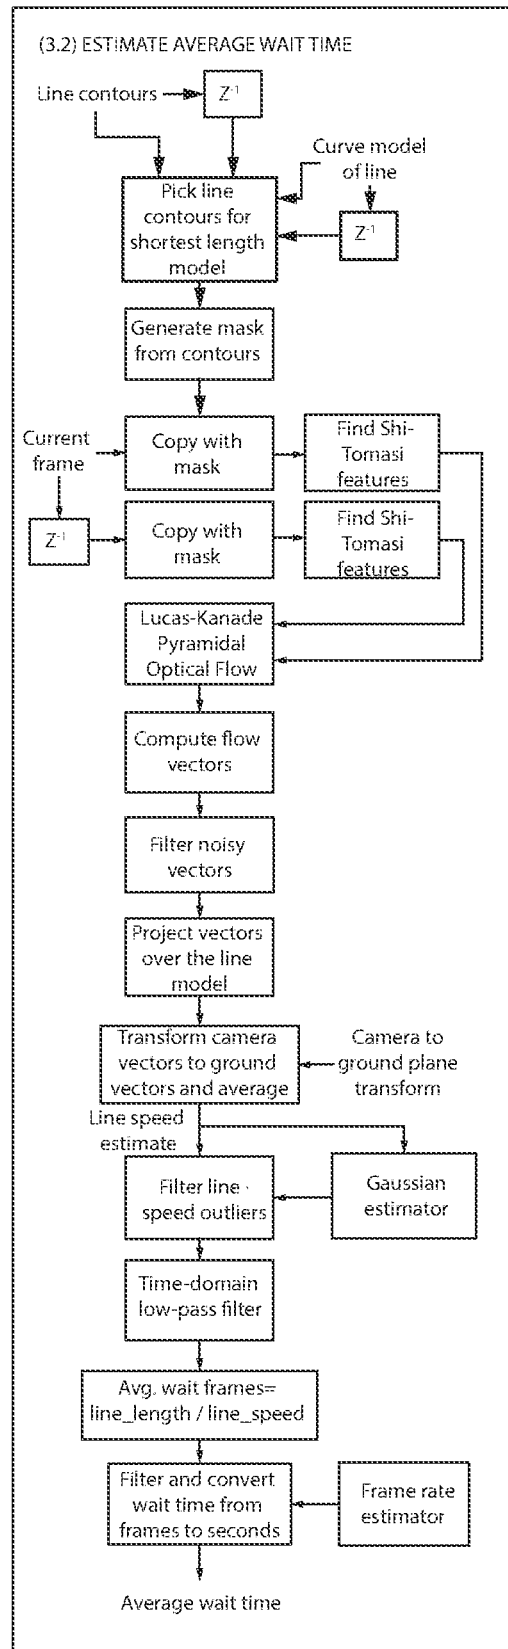 (3.2) ESTIMATE AVERAGE WAIT TIME
Line contours
Z⁻¹
Curve model
of line
Pick line
contours for
shortest length
model
Z⁻¹
Generate mask
from contours
Current
frame
Copy with
mask
Find Shi-
Tomasi
features
Z⁻¹
Copy with
mask
Find Shi-
Tomasi
features
Lucas-Kanade
Pyramidal
Optical Flow
Compute flow
vectors
Filter noisy
vectors
Project vectors
over the line
model
Transform camera
vectors to ground
vectors and average
Camera to
ground plane
transform
Line speed
estimate
Filter line
speed outliers
Gaussian
estimator
Time-domain
low-pass filter
Avg. wait frames=
line_length / line_speed
Filter and convert
wait time from
frames to seconds
Frame rate
estimator
Average wait time